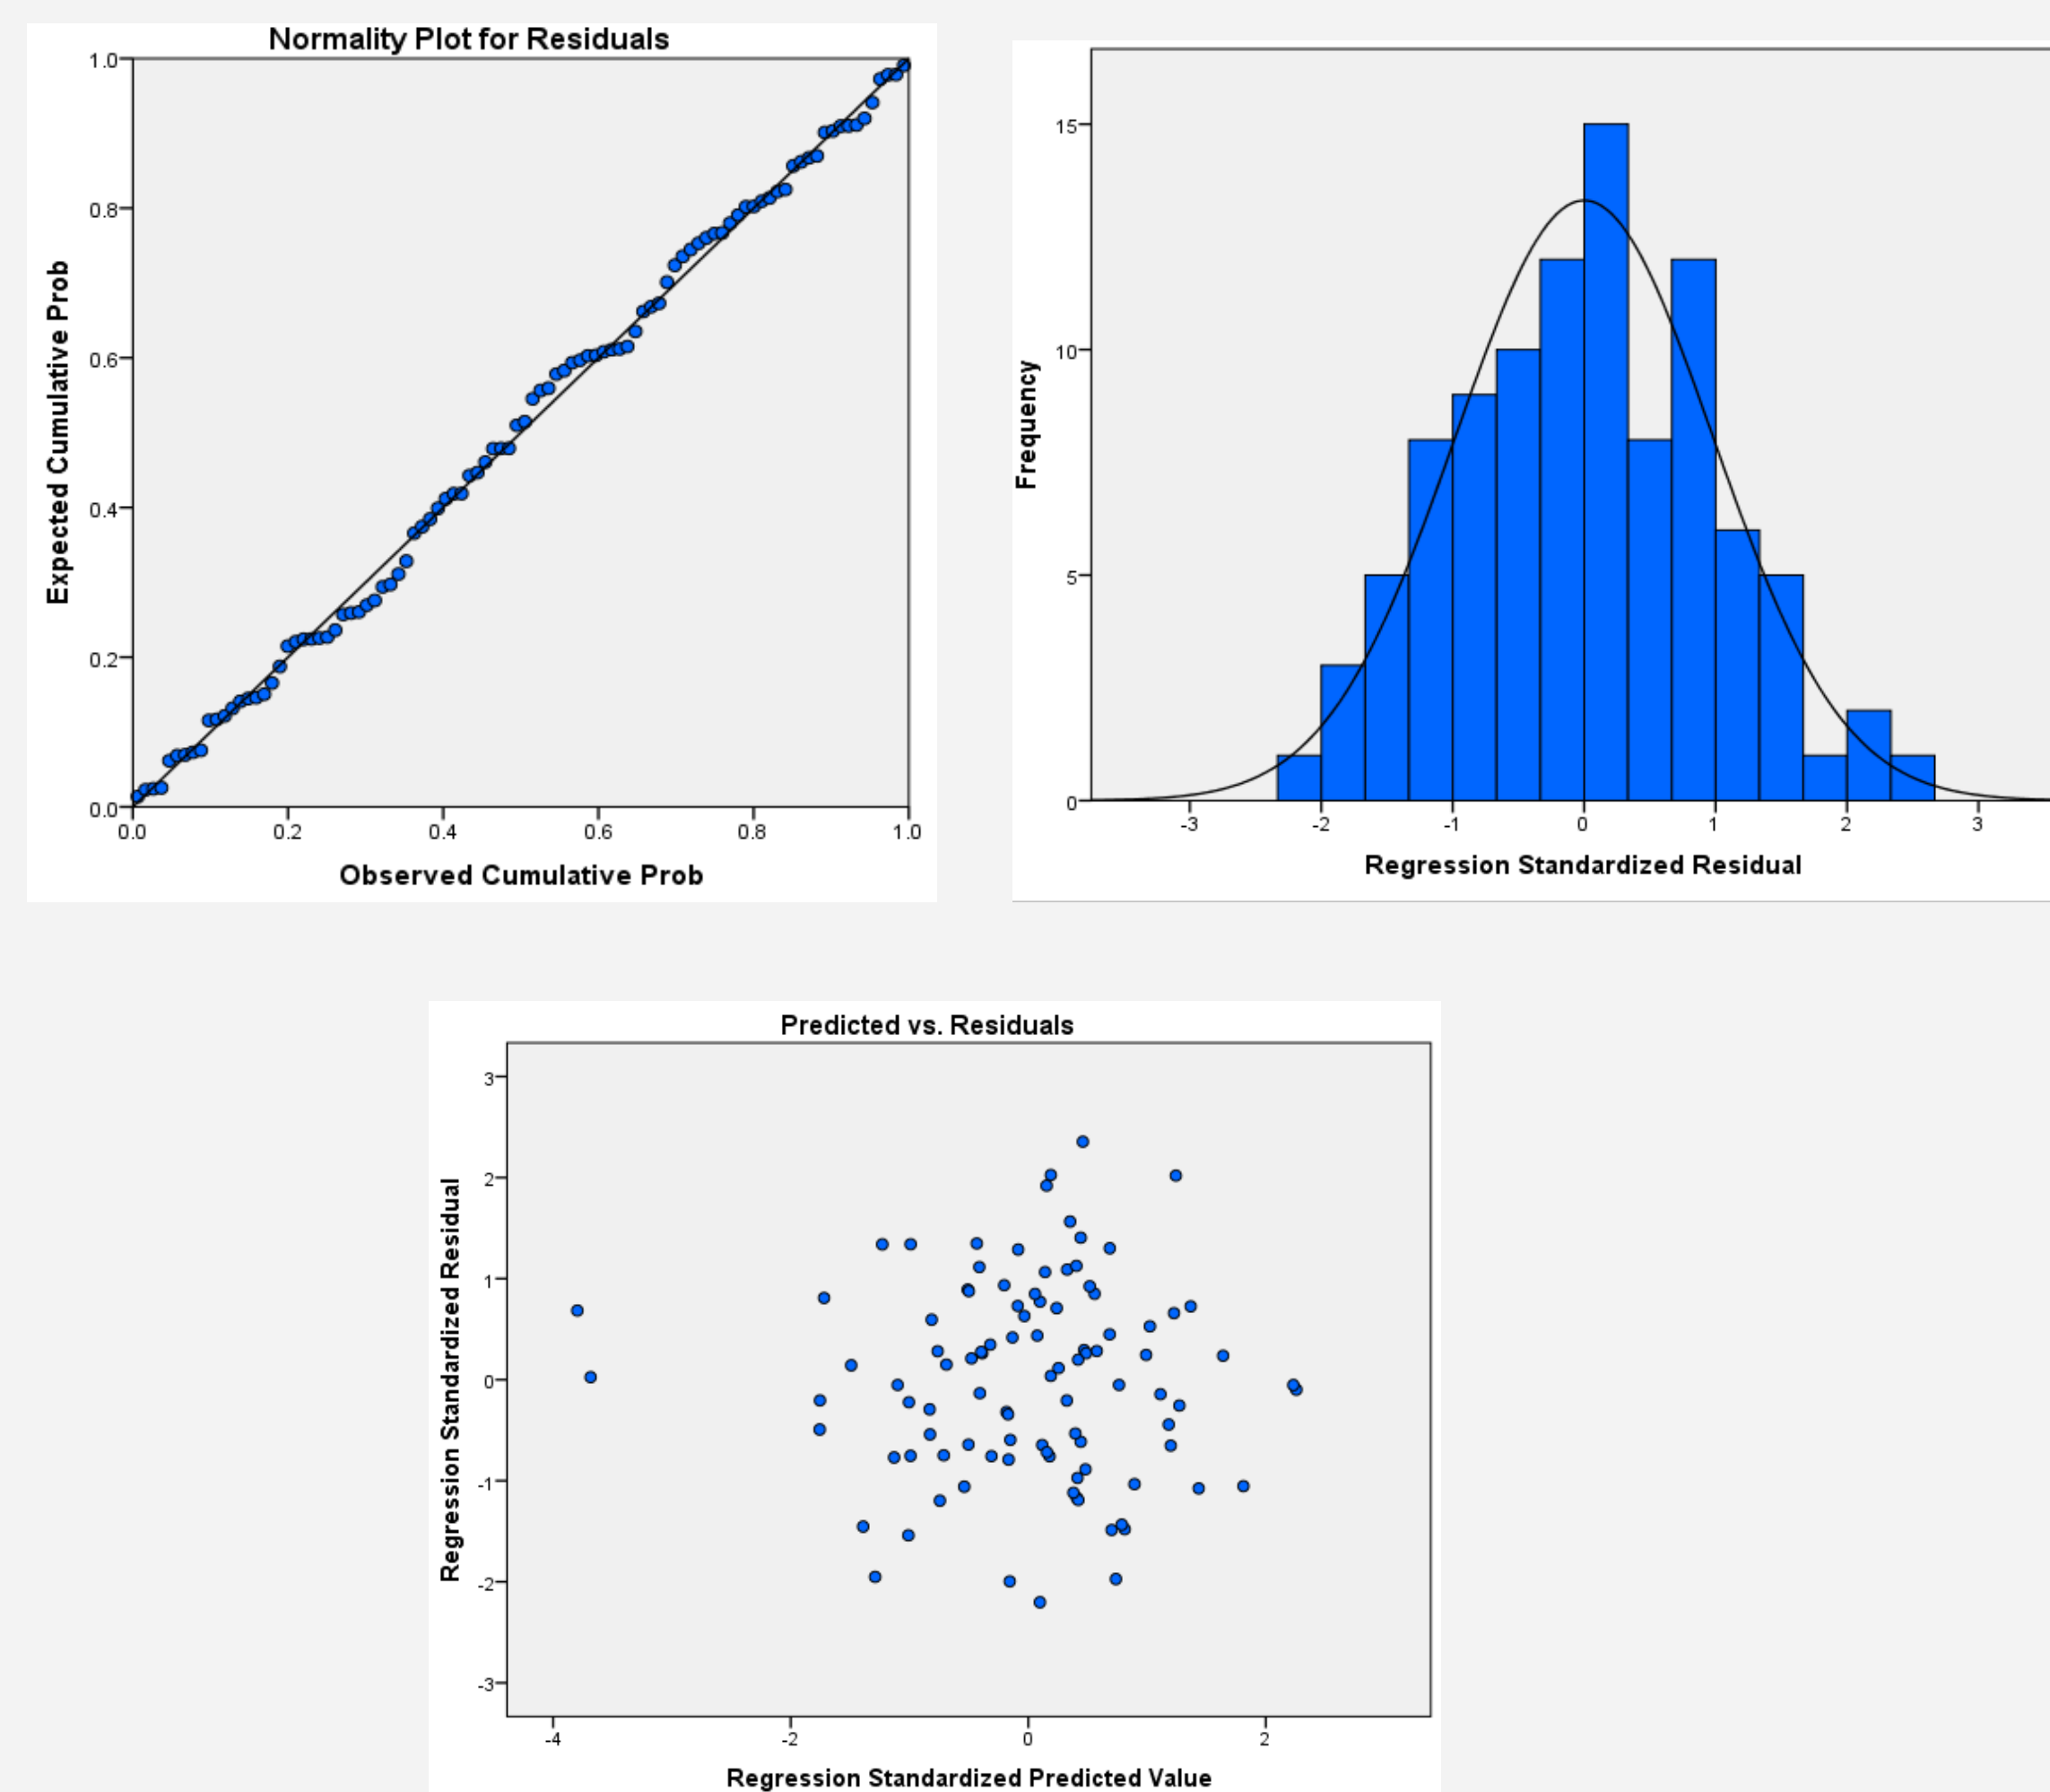 Normality Plot for Residuals
1.0
0.8
0.6
0.4
0.2
0.0
Expected Cumulative Prob
0.0 0.2 0.4 0.6 0.8 1.0
Observed Cumulative Prob
15
10
5
0
Frequency
-3 -2 -1 0 1 2 3
Regression Standardized Residual
Predicted vs. Residuals
3
2
1
0
-1
-2
-3
Regression Standardized Residual
-4 -2 0 2
Regression Standardized Predicted Value